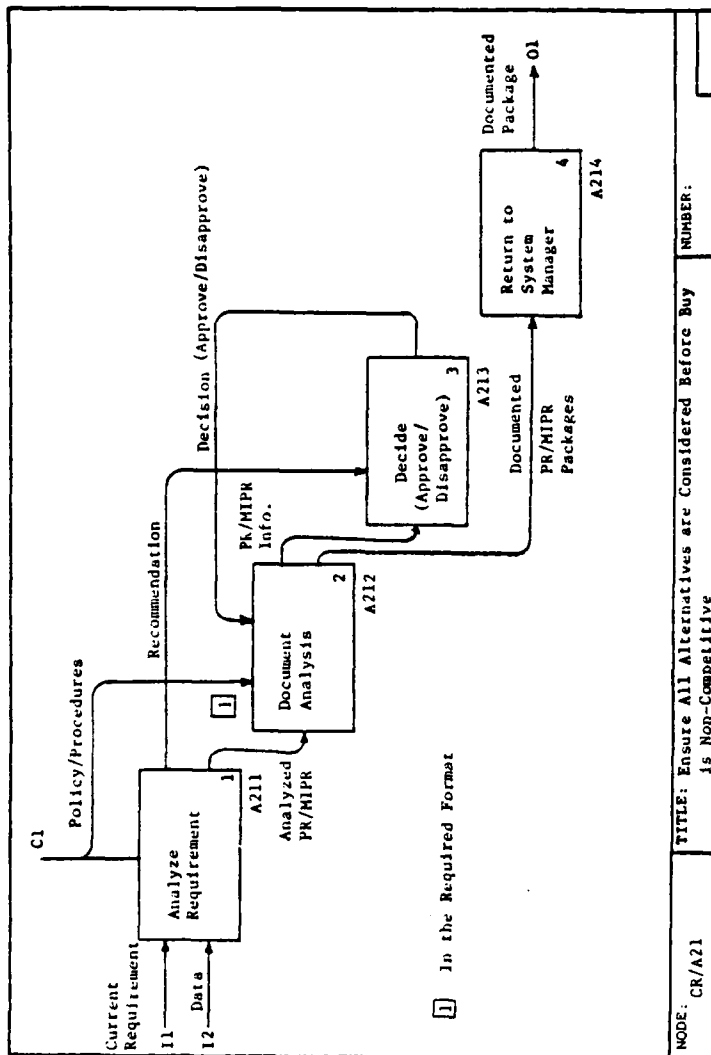 C1
Policy/Procedures
Current
Requirement
I1
Data
I2
Analyze
Requirement
1
A211
Recommendation
Analyzed
PR/MIPR
1
Decision (Approve/Disapprove)
Document
Analysis
2
A212
PR/MIPR
Info.
Decide
(Approve/
Disapprove)
3
A213
Documented
PR/MIPR
Packages
Return to
System
Manager
4
A214
Documented
Package
O1
1 In the Required Format
NODE: CR/A21
TITLE: Ensure All Alternatives are Considered Before Buy
is Non-Competitive
NUMBER: